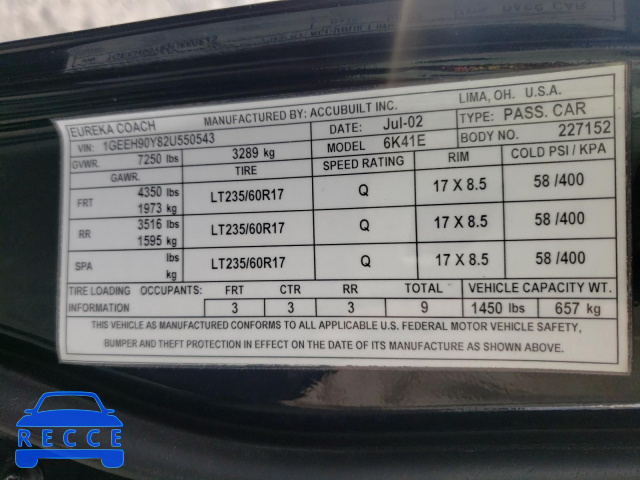 EUREKA COACH MANUFACTURED BY: ACCUBUILT INC. LIMA, OH. U.S.A.
VIN: 1GEEH90Y82U550543 DATE: Jul-02 TYPE: PASS. CAR
GVWR. 7250 lbs 3289 kg MODEL 6K41E BODY NO. 227152
GAWR. TIRE SPEED RATING RIM COLD PSI / KPA
FRT 4350 lbs 1973 kg LT235/60R17 Q 17 X 8.5 58 /400
RR 3516 lbs 1595 kg LT235/60R17 Q 17 X 8.5 58 /400
SPA lbs kg LT235/60R17 Q 17 X 8.5 58 /400
TIRE LOADING OCCUPANTS: FRT CTR RR TOTAL VEHICLE CAPACITY WT.
INFORMATION 3 3 3 9 1450 lbs 657 kg
THIS VEHICLE AS MANUFACTURED CONFORMS TO ALL APPLICABLE U.S. FEDERAL MOTOR VEHICLE SAFETY,
BUMPER AND THEFT PROTECTION IN EFFECT ON THE DATE OF ITS MANUFACTURE AS SHOWN ABOVE.
LECSTAT